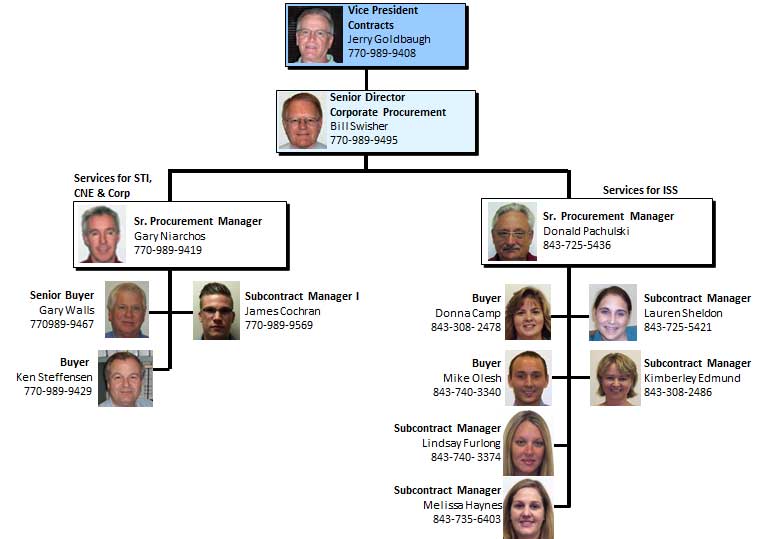 Vice President
Contracts
Jerry Goldbaugh
770-989-9408
Senior Director
Corporate Procurement
Bill Swisher
770-989-9495
Services for STI,
CNE & Corp
Services for ISS
Sr. Procurement Manager
Gary Niarchos
770-989-9419
Sr. Procurement Manager
Donald Pachulski
843-725-5436
Senior Buyer
Gary Walls
770989-9467
Subcontract Manager I
James Cochran
770-989-9569
Buyer
Donna Camp
843-308- 2478
Subcontract Manager
Lauren Sheldon
843-725-5421
Buyer
Ken Steffensen
770-989-9429
Buyer
Mike Olesh
843-740-3340
Subcontract Manager
Kimberley Edmund
843-308-2486
Subcontract Manager
Lindsay Furlong
843-740- 3374
Subcontract Manager
Melissa Haynes
843-735-6403